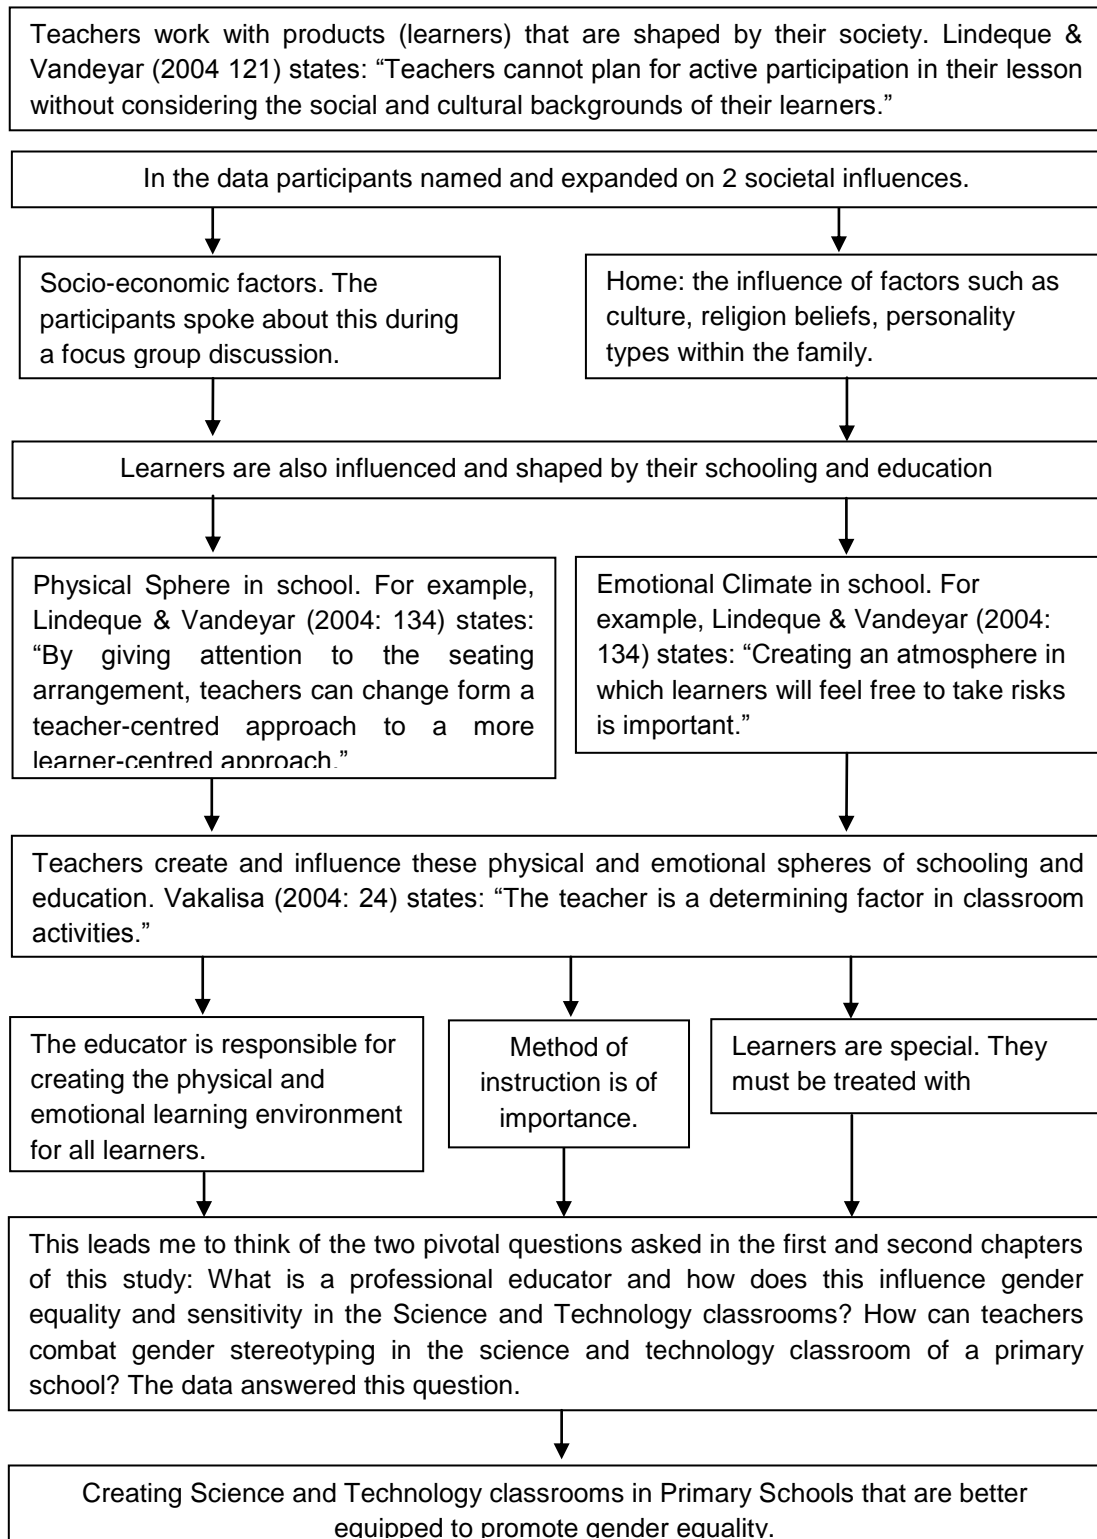 Teachers work with products (learners) that are shaped by their society. Lindeque &
Vandeyar (2004 121) states: “Teachers cannot plan for active participation in their lesson
without considering the social and cultural backgrounds of their learners.”
In the data participants named and expanded on 2 societal influences.
Socio-economic factors. The
participants spoke about this during
a focus group discussion.
Home: the influence of factors such as
culture, religion beliefs, personality
types within the family.
Learners are also influenced and shaped by their schooling and education
Physical Sphere in school. For example,
Lindeque & Vandeyar (2004: 134) states:
“By giving attention to the seating
arrangement, teachers can change form a
teacher-centred approach to a more
learner-centred approach.”
Emotional Climate in school. For
example, Lindeque & Vandeyar (2004:
134) states: “Creating an atmosphere in
which learners will feel free to take risks
is important.”
Teachers create and influence these physical and emotional spheres of schooling and
education. Vakalisa (2004: 24) states: “The teacher is a determining factor in classroom
activities.”
The educator is responsible for
creating the physical and
emotional learning environment
for all learners.
Method of
instruction is of
importance.
Learners are special. They
must be treated with
This leads me to think of the two pivotal questions asked in the first and second chapters
of this study: What is a professional educator and how does this influence gender
equality and sensitivity in the Science and Technology classrooms? How can teachers
combat gender stereotyping in the science and technology classroom of a primary
school? The data answered this question.
Creating Science and Technology classrooms in Primary Schools that are better
equipped to promote gender equality.